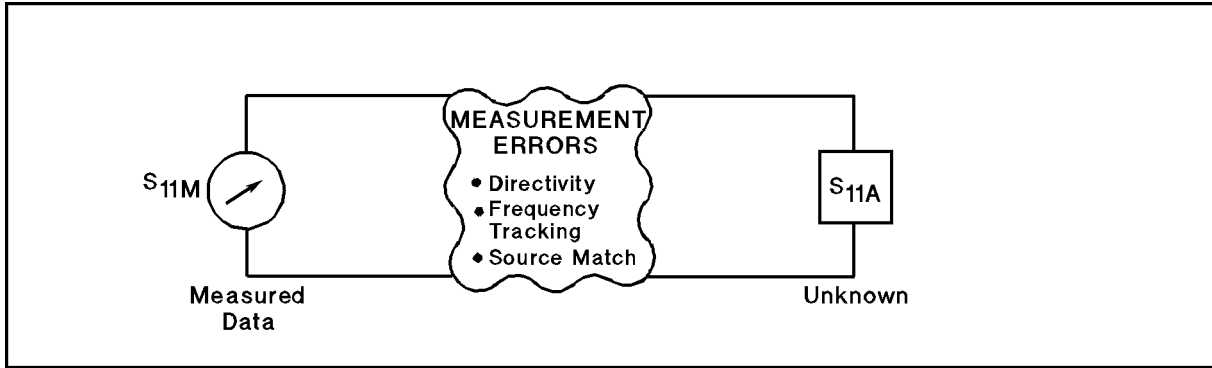 MEASUREMENT
ERRORS
• Directivity
• Frequency
Tracking
• Source Match
S11M
S11A
Measured
Data
Unknown